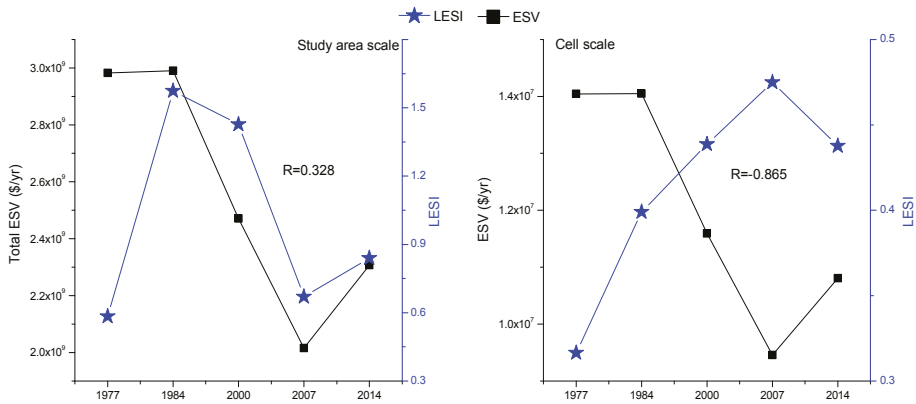 LESI ESV
Study area scale
Total ESV ($/yr)
3.0x10⁹
2.8x10⁹
2.6x10⁹
2.4x10⁹
2.2x10⁹
2.0x10⁹
R=0.328
1.5
1.2
0.9
0.6
0.3
LESI
1977 1984 2000 2007 2014
Cell scale
ESV ($/yr)
1.4x10⁷
1.2x10⁷
1.0x10⁷
R=-0.865
0.5
0.4
0.3
LESI
1977 1984 2000 2007 2014